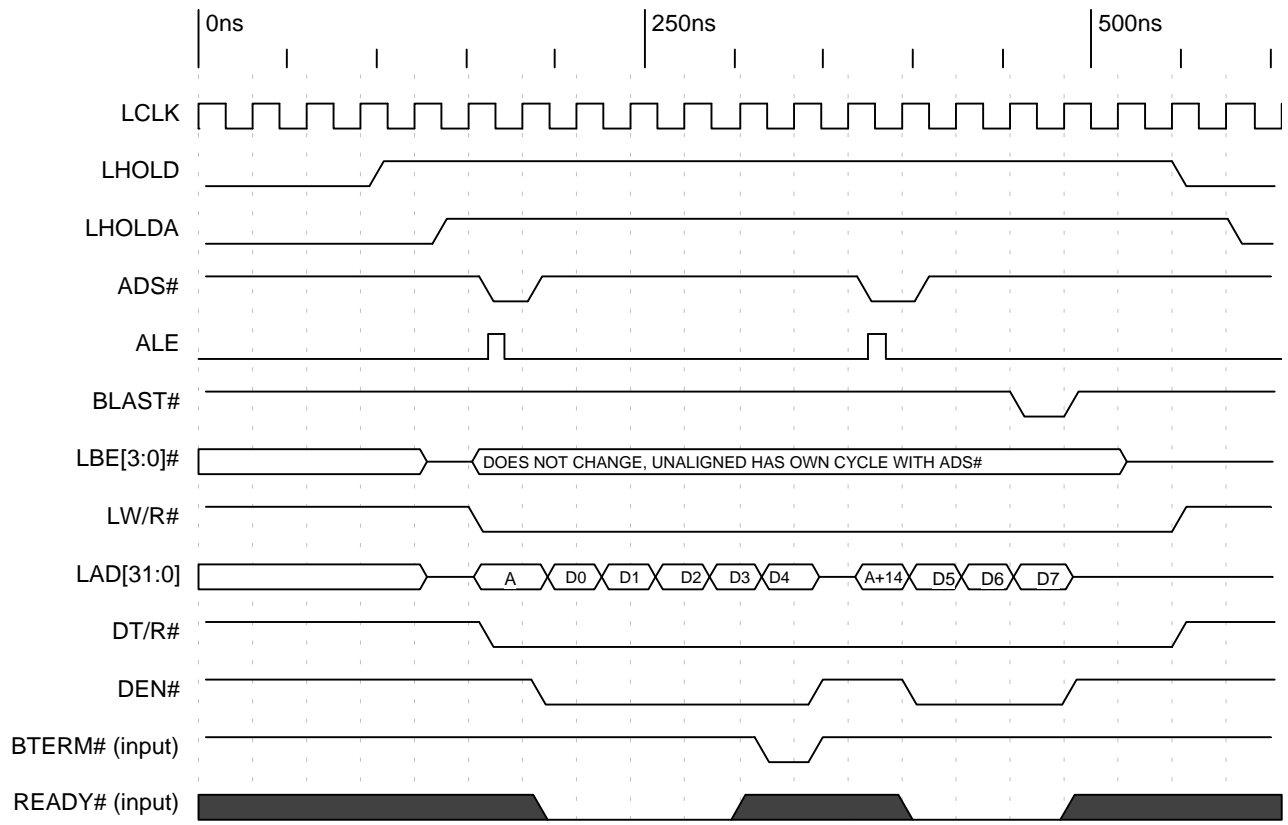 0ns 250ns 500ns
LCLK
LHOLD
LHOLDA
ADS#
ALE
BLAST#
LBE[3:0]# DOES NOT CHANGE, UNALIGNED HAS OWN CYCLE WITH ADS#
LW/R#
LAD[31:0] A D0 D1 D2 D3 D4 A+14 D5 D6 D7
DT/R#
DEN#
BTERM# (input)
READY# (input)